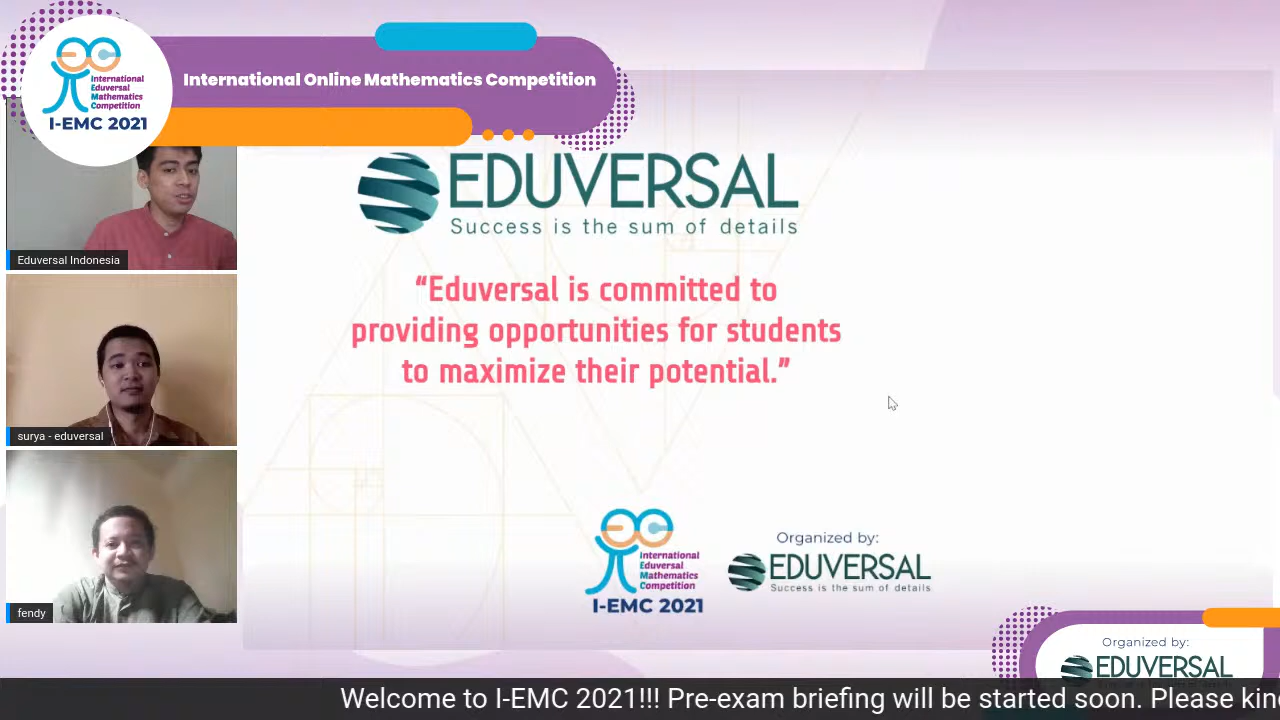 International Online Mathematics Competition
International
Eduversal
Mathematics
Competition
I-EMC 2021
EDUVERSAL
Success is the sum of details
Eduversal Indonesia
“Eduversal is committed to
providing opportunities for students
to maximize their potential.”
surya - eduversal
fendy
International
Eduversal
Mathematics
Competition
I-EMC 2021
Organized by:
EDUVERSAL
Success is the sum of details
Organized by:
EDUVERSAL
Welcome to I-EMC 2021!!! Pre-exam briefing will be started soon. Please